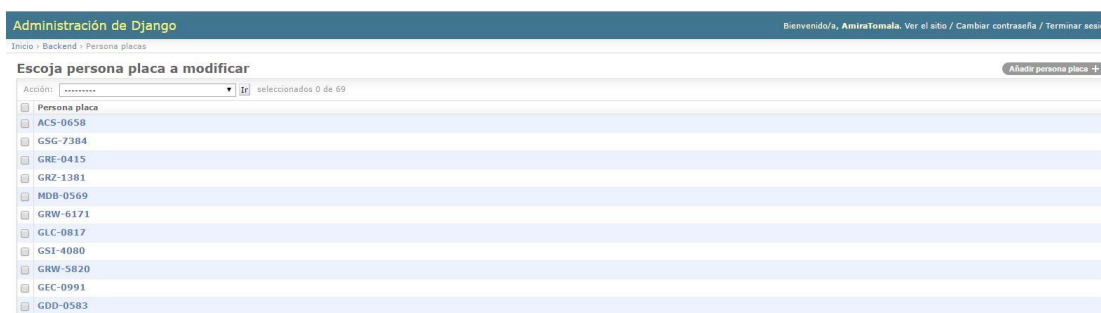 Administración de Django
Bienvenido/a, AmiraTomala. Ver el sitio / Cambiar contraseña / Terminar sesi
Inicio › Backend › Persona placas
Escoja persona placa a modificar
Añadir persona placa +
Acción: --------- Ir seleccionados 0 de 69
Persona placa
ACS-0658
GSG-7384
GRE-0415
GRZ-1381
MDB-0569
GRW-6171
GLC-0817
GSI-4080
GRW-5820
GEC-0991
GDD-0583